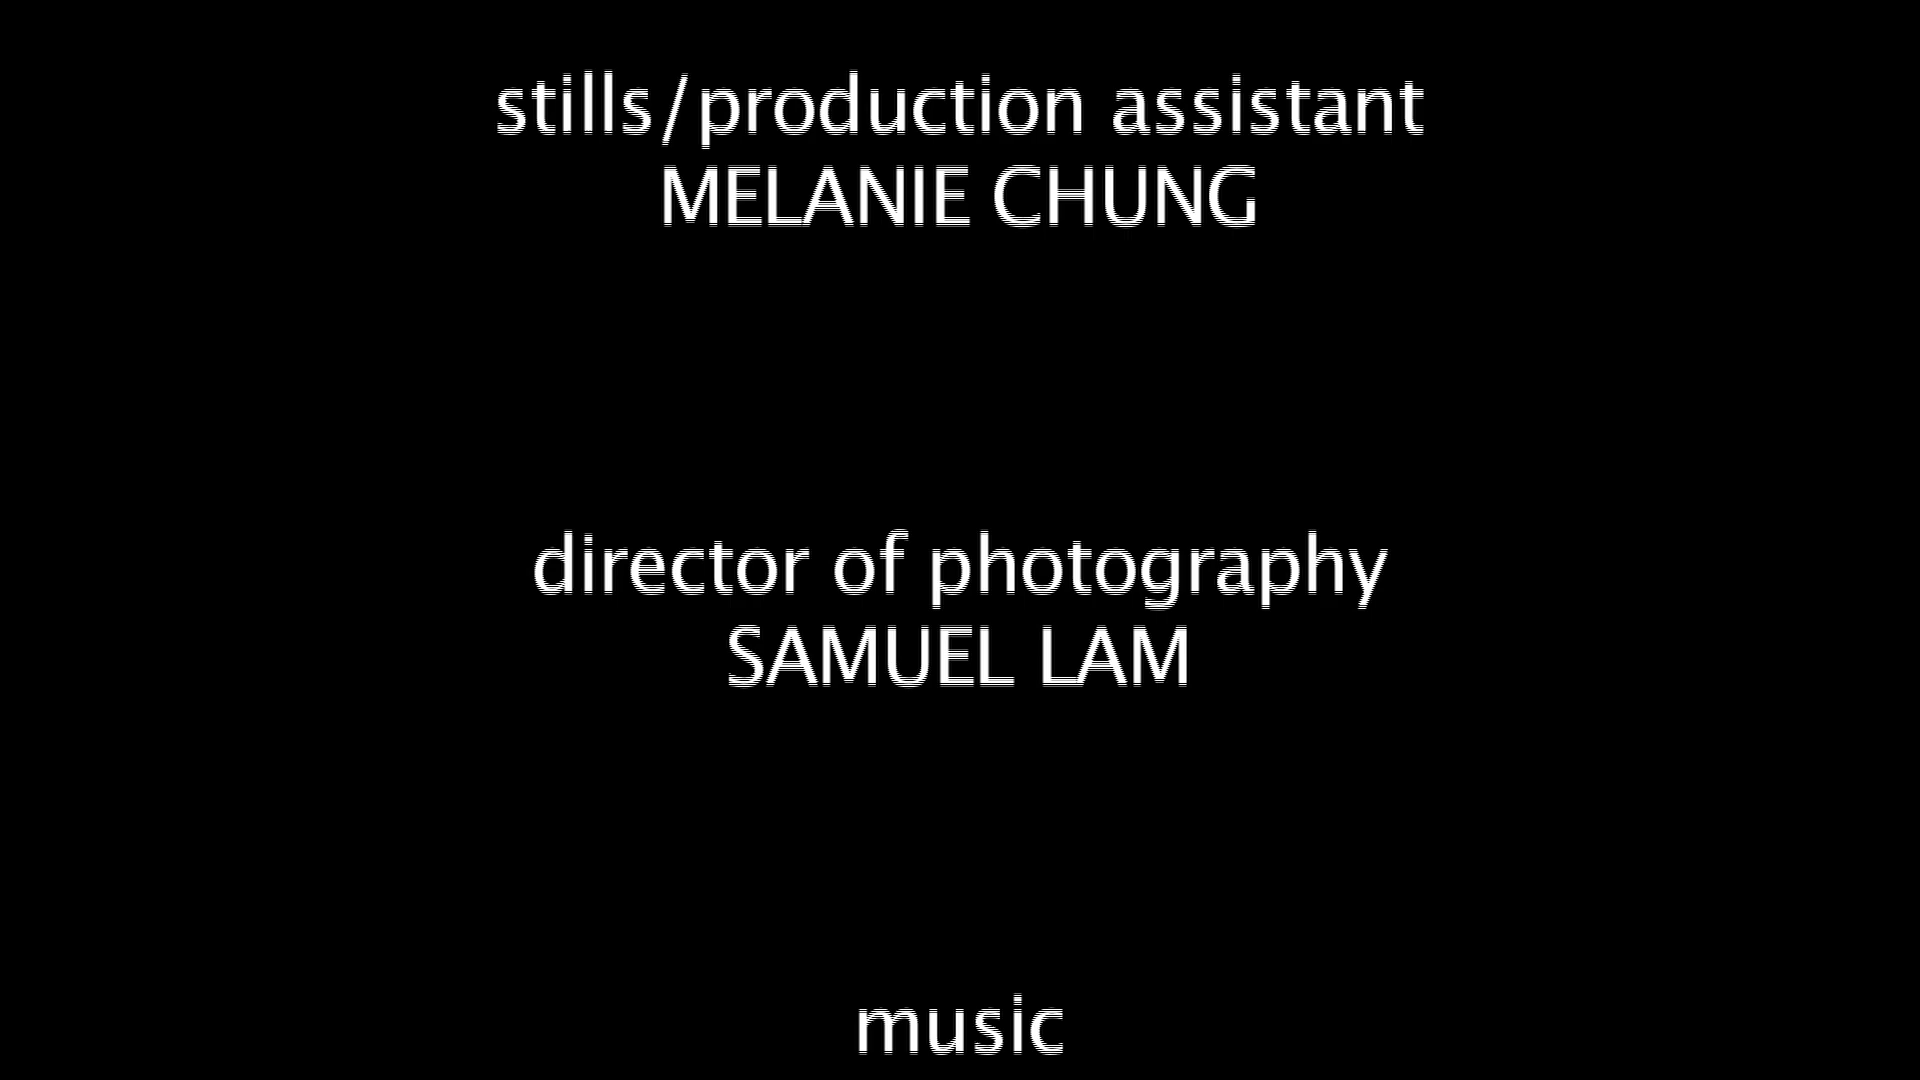 stills/production assistant
MELANIE CHUNG
director of photography
SAMUEL LAM
music